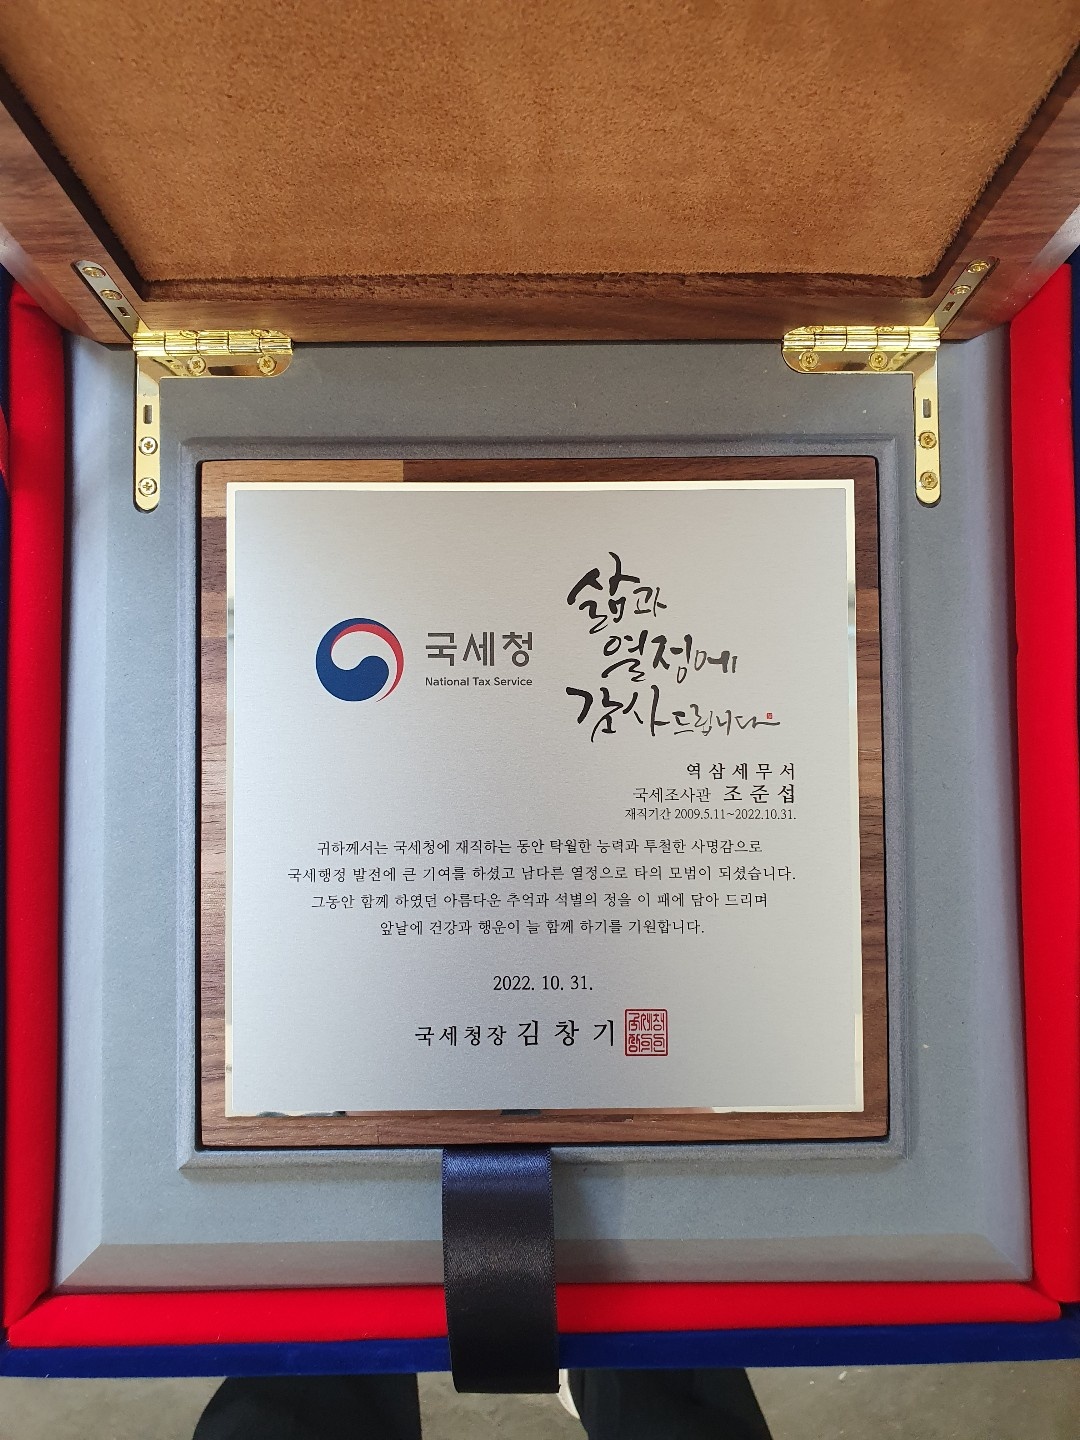 국세청
National Tax Service
삶과
열정에
감사드립니다
역삼세무서
국세조사관 조준섭
재직기간 2009.5.11~2022.10.31.
귀하께서는 국세청에 재직하는 동안 탁월한 능력과 투철한 사명감으로
국세행정 발전에 큰 기여를 하셨고 남다른 열정으로 타의 모범이 되셨습니다.
그동안 함께 하였던 아름다운 추억과 석별의 정을 이 패에 담아 드리며
앞날에 건강과 행운이 늘 함께 하기를 기원합니다.
2022. 10. 31.
국세청장 김창기